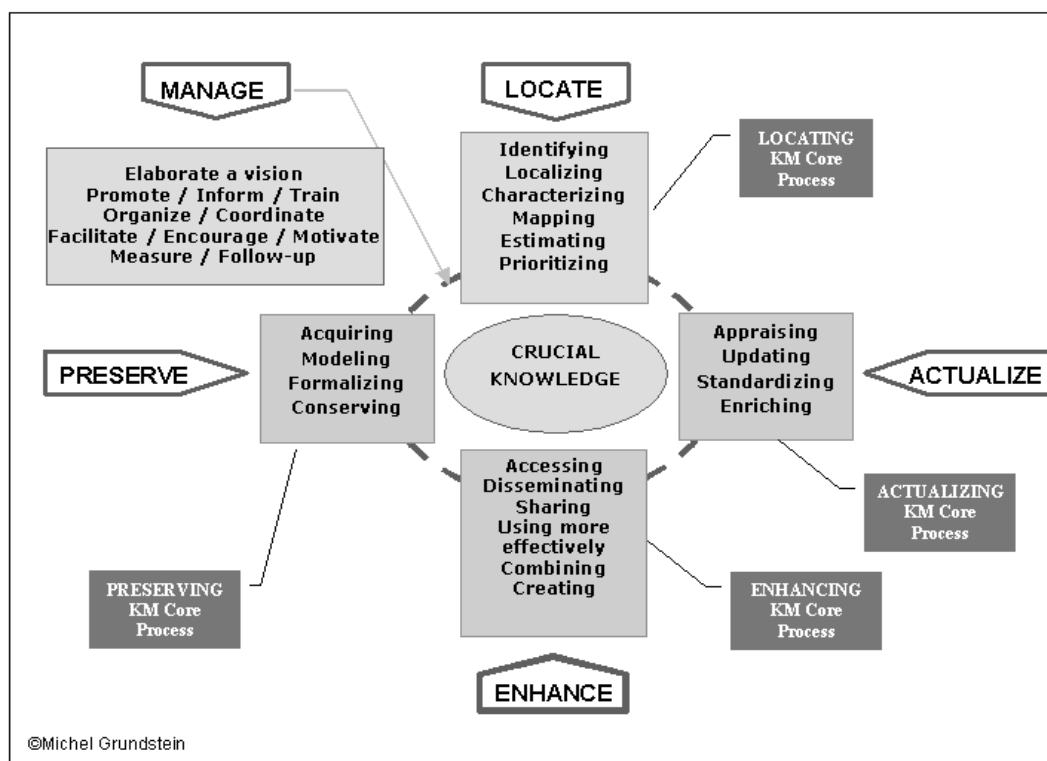 MANAGE
LOCATE
Elaborate a vision
Promote / Inform / Train
Organize / Coordinate
Facilitate / Encourage / Motivate
Measure / Follow-up
Identifying
Localizing
Characterizing
Mapping
Estimating
Prioritizing
LOCATING
KM Core
Process
PRESERVE
Acquiring
Modeling
Formalizing
Conserving
CRUCIAL
KNOWLEDGE
Appraising
Updating
Standardizing
Enriching
ACTUALIZE
Accessing
Disseminating
Sharing
Using more
effectively
Combining
Creating
ACTUALIZING
KM Core
Process
PRESERVING
KM Core
Process
ENHANCING
KM Core
Process
ENHANCE
©Michel Grundstein